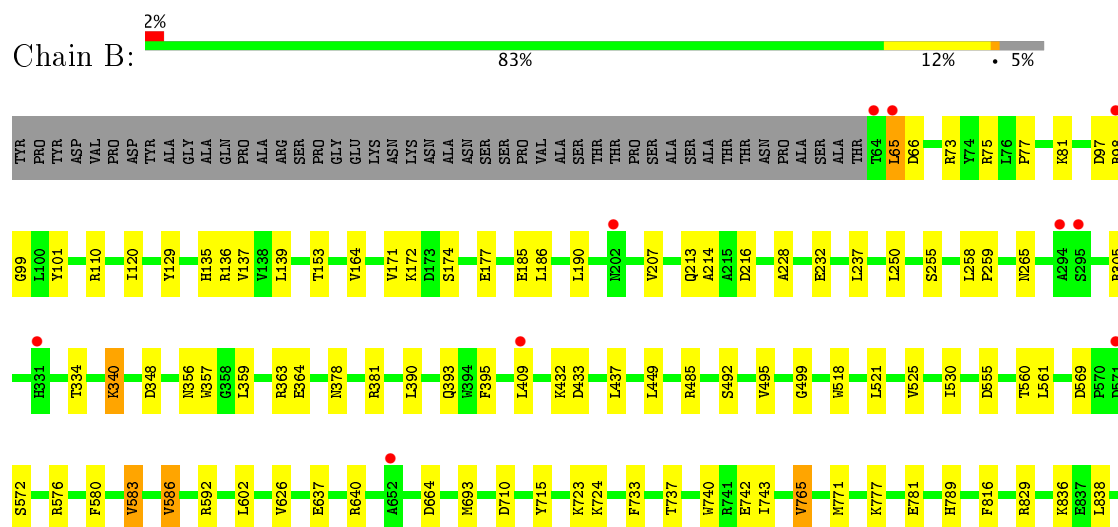 2%
Chain B:
83% 12% • 5%
TYR PRO TYR ASP VAL PRO ASP TYR ALA GLY ALA GLN PRO ALA ARG SER PRO GLY GLU LYS ASN LYS ASN ALA ASN SER SER PRO VAL ALA SER THR THR PRO SER ALA SER ALA THR THR ASN PRO ALA SER ALA THR T64 L65 D66 R73 Y74 R75 L76 P77 K81 D97
G99 L100 Y101 R110 I120 Y129 H135 R136 V137 V138 L139 T153 V164 V171 K172 D173 S174 E177 E185 L186 L190 N202 V207 Q213 A214 A215 D216 A228 E232 L237 L250 S255 L258 P259 N265 A294 S295
H331 T334 K340 D348 N356 W357 G358 L359 R363 E364 N378 R381 L390 Q393 W394 F395 L409 K432 D433 L437 L449 R485 S492 V495 G499 W518 L521 V525 I530 D555 T560 L561 D569 P570 D571
S572 R576 F580 V583 V586 R592 L602 V626 E637 R640 A652 D664 M693 D710 Y715 K723 K724 F733 T737 W740 R741 E742 I743 V765 M771 K777 E781 H789 F816 R829 K836 E837 L838